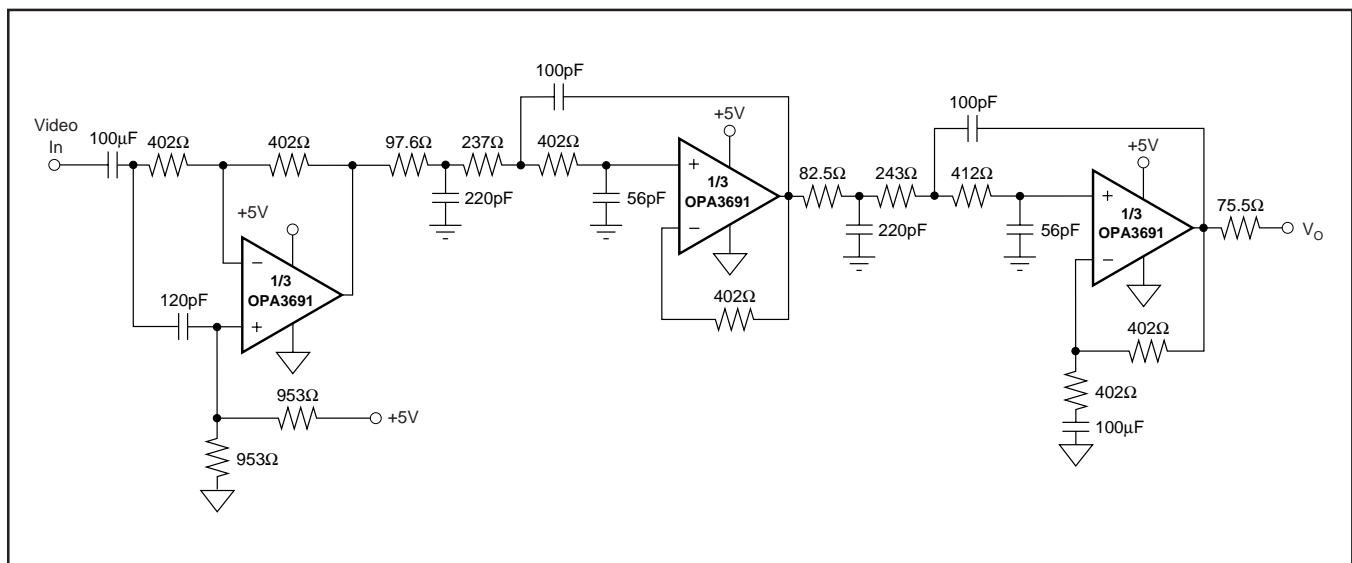 Video
In
100µF
402Ω
402Ω
+5V
1/3
OPA3691
120pF
953Ω
+5V
953Ω
97.6Ω
237Ω
220pF
100pF
402Ω
56pF
+5V
1/3
OPA3691
402Ω
82.5Ω
243Ω
220pF
100pF
412Ω
56pF
+5V
1/3
OPA3691
402Ω
402Ω
100µF
75.5Ω
VO